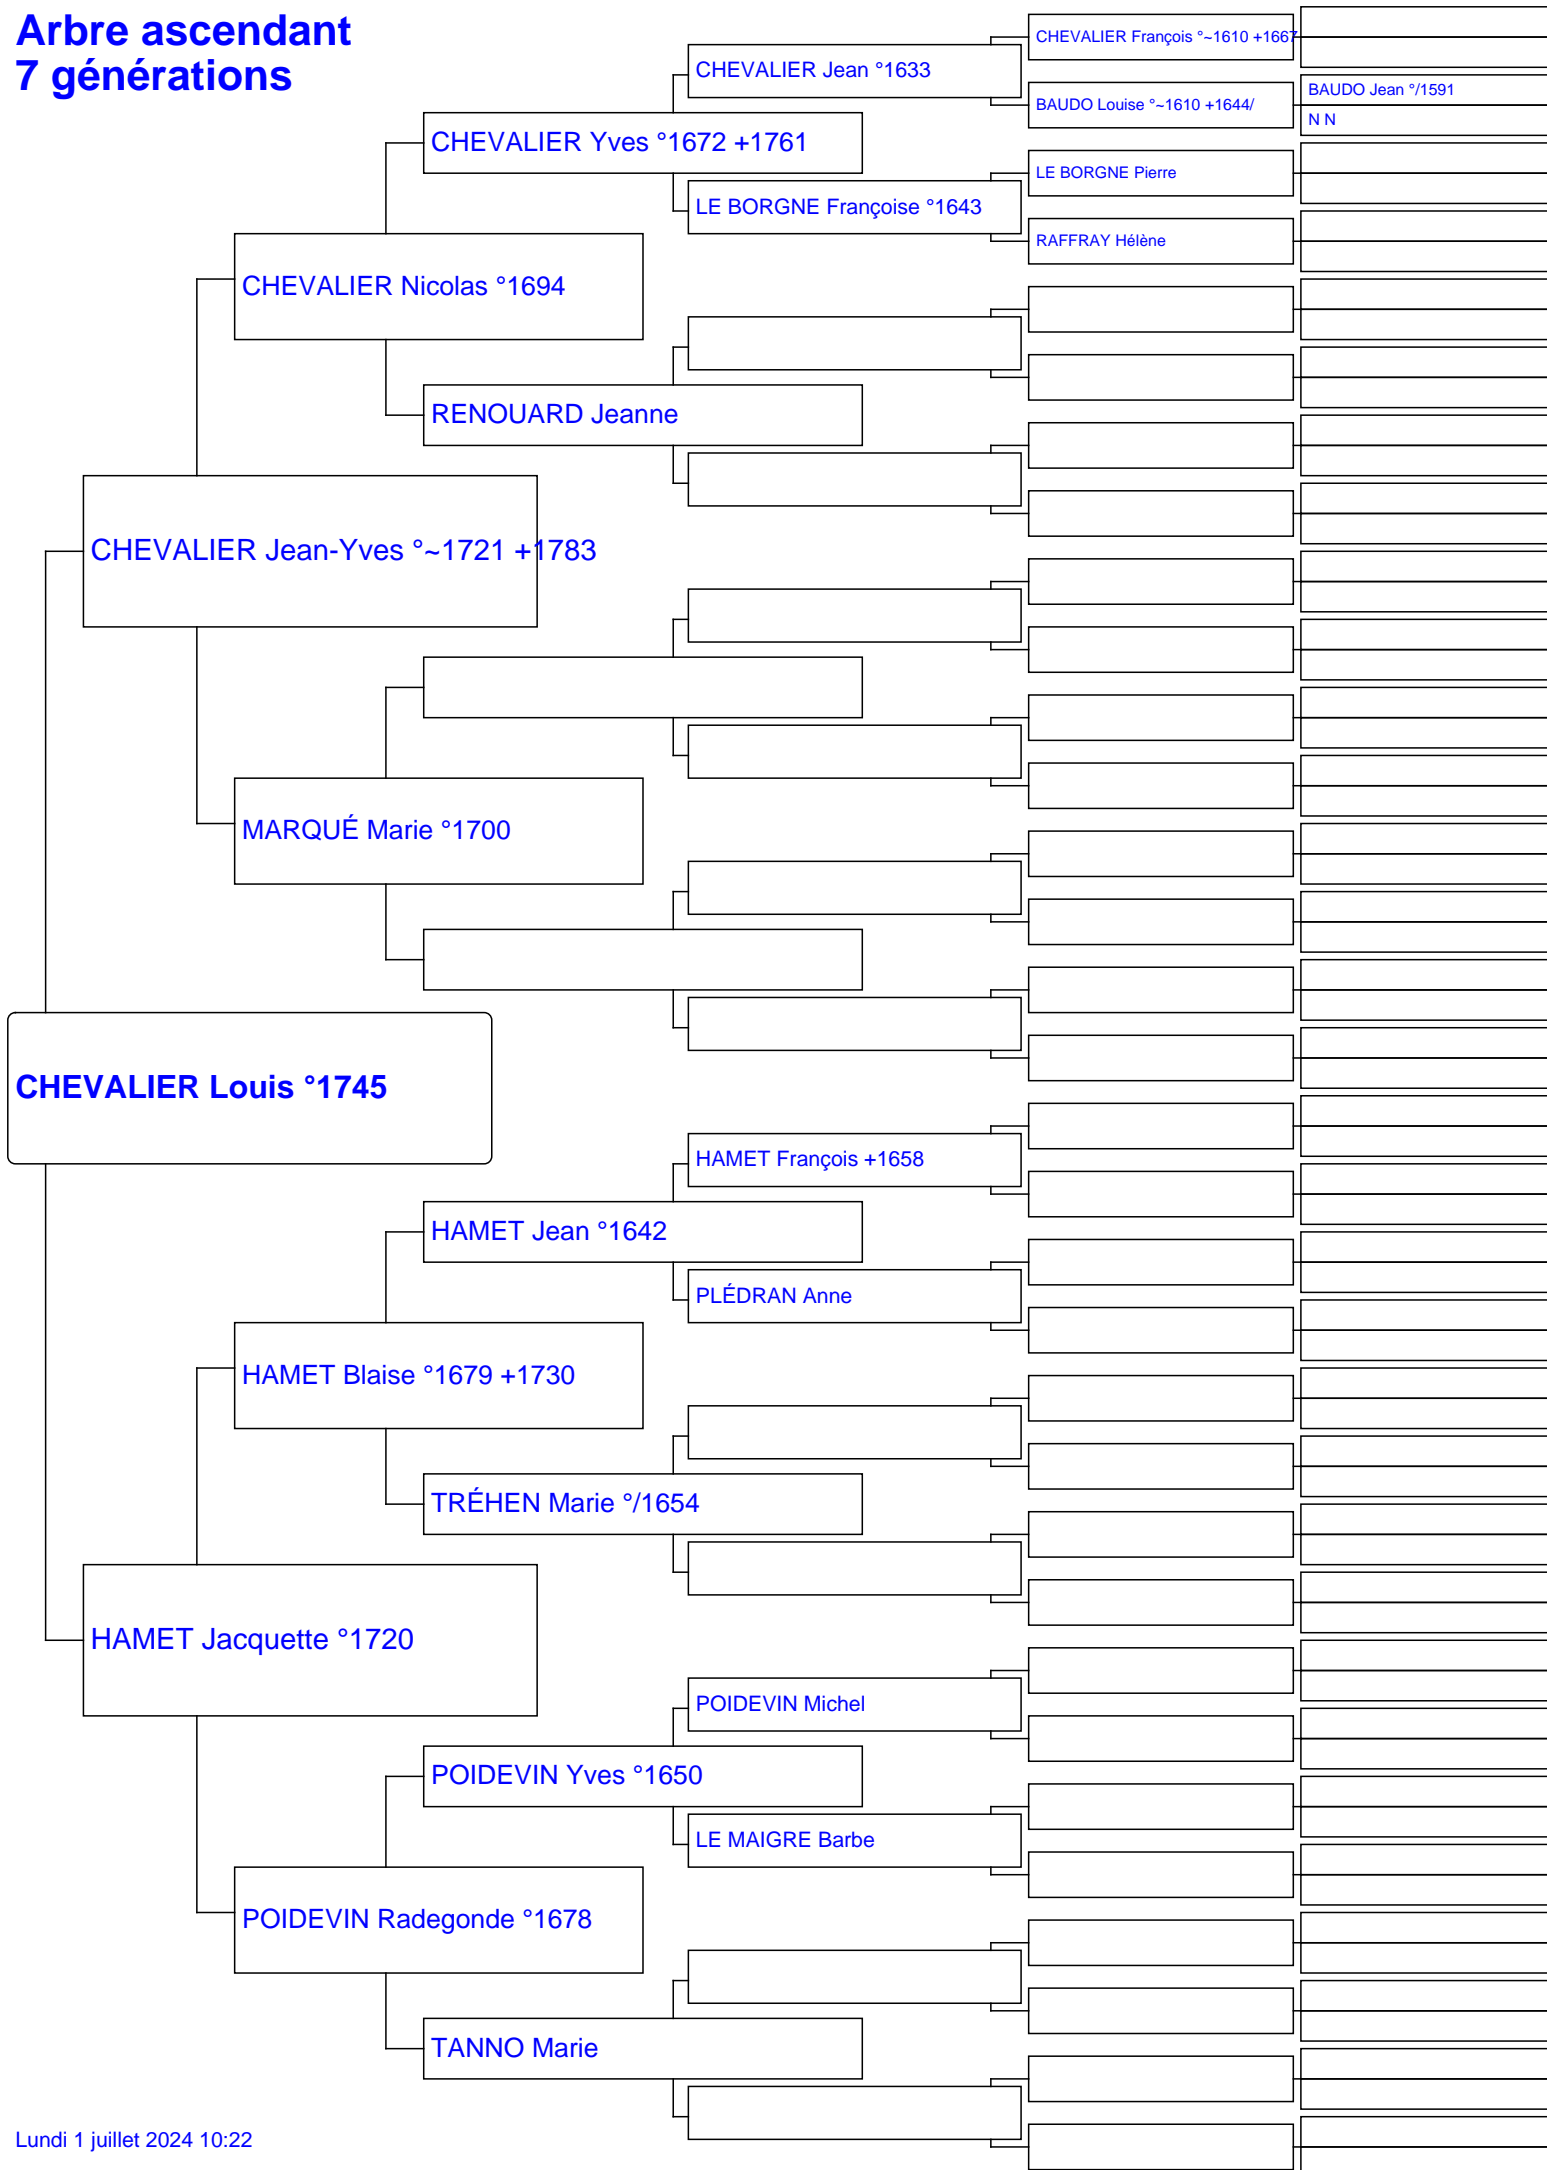 Arbre ascendant
7 générations
CHEVALIER François °~1610 +1667
CHEVALIER Jean °1633
BAUDO Jean °/1591
BAUDO Louise °~1610 +1644/
N N
CHEVALIER Yves °1672 +1761
LE BORGNE Pierre
LE BORGNE Françoise °1643
RAFFRAY Hélène
CHEVALIER Nicolas °1694
RENOUARD Jeanne
CHEVALIER Jean-Yves °~1721 +1783
MARQUÉ Marie °1700
CHEVALIER Louis °1745
HAMET François +1658
HAMET Jean °1642
PLÉDRAN Anne
HAMET Blaise °1679 +1730
TRÉHEN Marie °/1654
HAMET Jacquette °1720
POIDEVIN Michel
POIDEVIN Yves °1650
LE MAIGRE Barbe
POIDEVIN Radegonde °1678
TANNO Marie
Lundi 1 juillet 2024 10:22